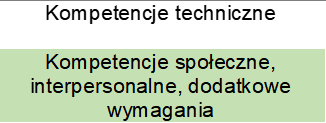 Kompetencje techniczne
Kompetencje społeczne,
interpersonalne, dodatkowe
wymagania